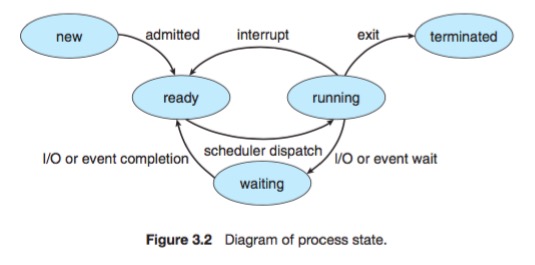 new
admitted
interrupt
exit
terminated
ready
running
I/O or event completion
scheduler dispatch
I/O or event wait
waiting
Figure 3.2 Diagram of process state.